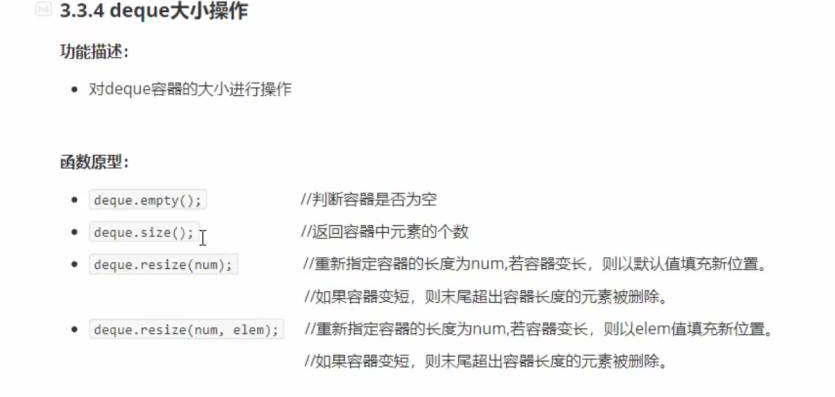 3.3.4 deque大小操作
功能描述：
对deque容器的大小进行操作
函数原型：
deque.empty(); //判断容器是否为空
deque.size(); //返回容器中元素的个数
deque.resize(num); //重新指定容器的长度为num,若容器变长，则以默认值填充新位置。
//如果容器变短，则末尾超出容器长度的元素被删除。
deque.resize(num, elem); //重新指定容器的长度为num,若容器变长，则以elem值填充新位置。
//如果容器变短，则末尾超出容器长度的元素被删除。